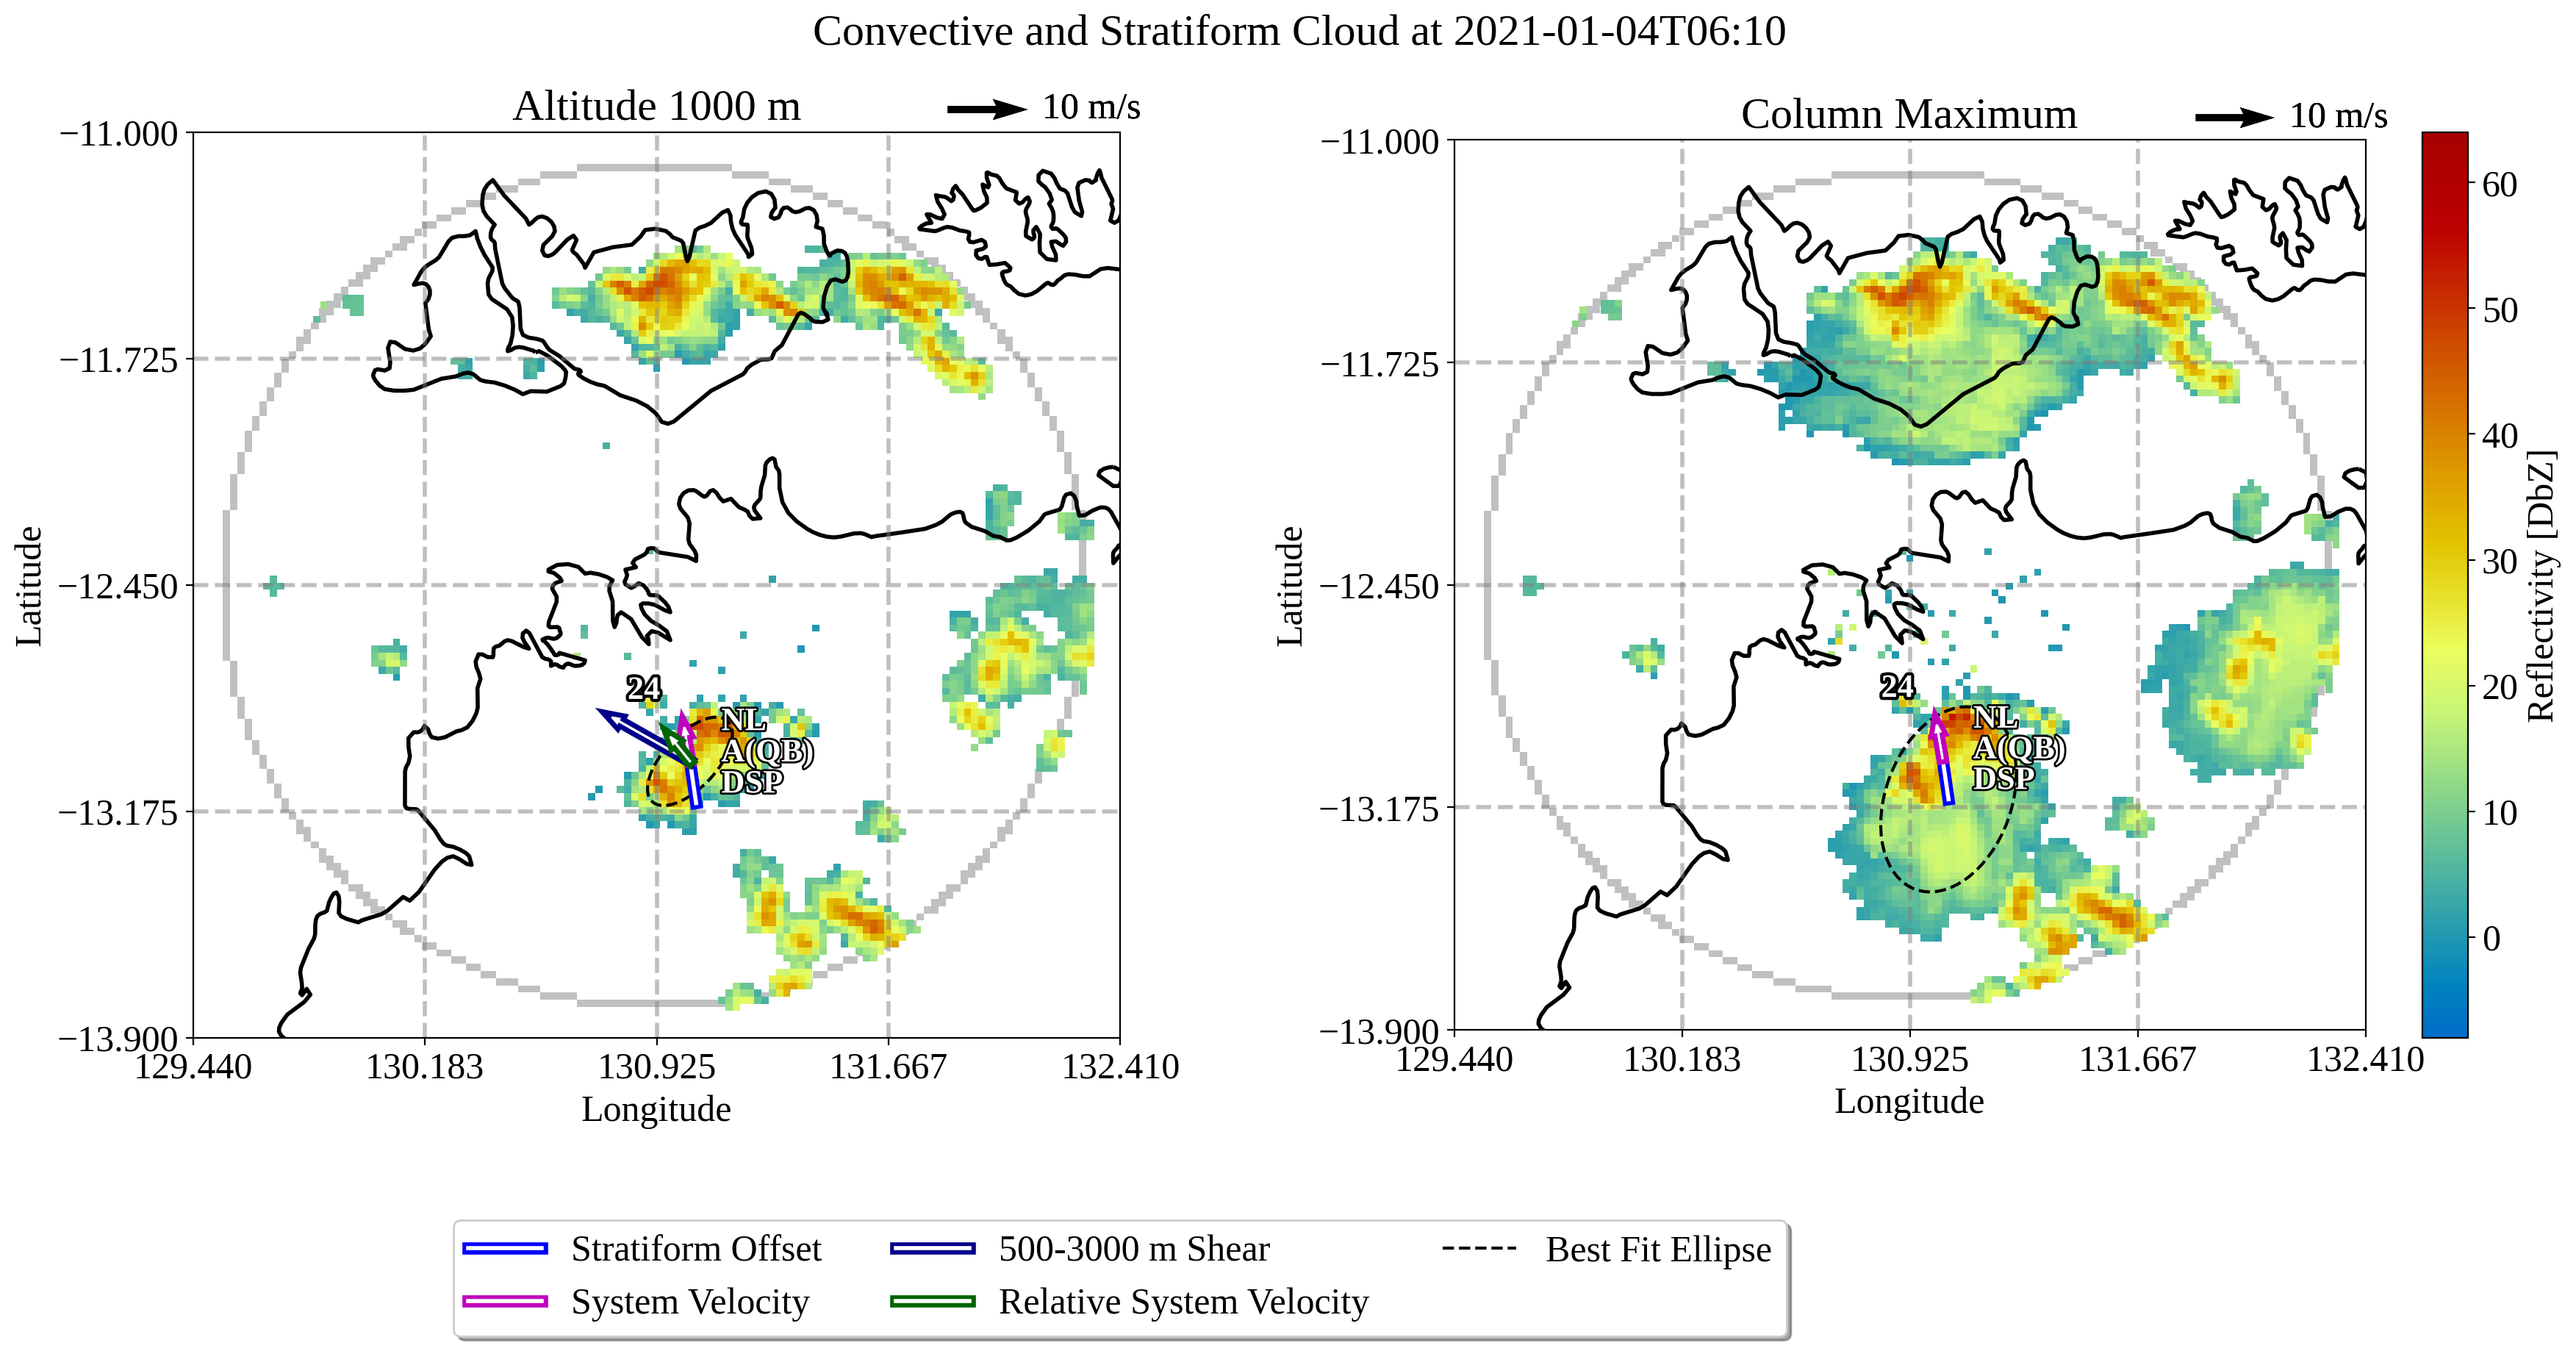 Convective and Stratiform Cloud at 2021-01-04T06:10
Altitude 1000 m
10 m/s
−11.000
−11.725
−12.450
−13.175
−13.900
129.440
130.183
130.925
131.667
132.410
Latitude
Longitude
24
NL
A(QB)
DSP
Column Maximum
10 m/s
−11.000
−11.725
−12.450
−13.175
−13.900
129.440
130.183
130.925
131.667
132.410
Latitude
Longitude
24
NL
A(QB)
DSP
60
50
40
30
20
10
0
Reflectivity [DbZ]
Stratiform Offset
System Velocity
500-3000 m Shear
Relative System Velocity
Best Fit Ellipse